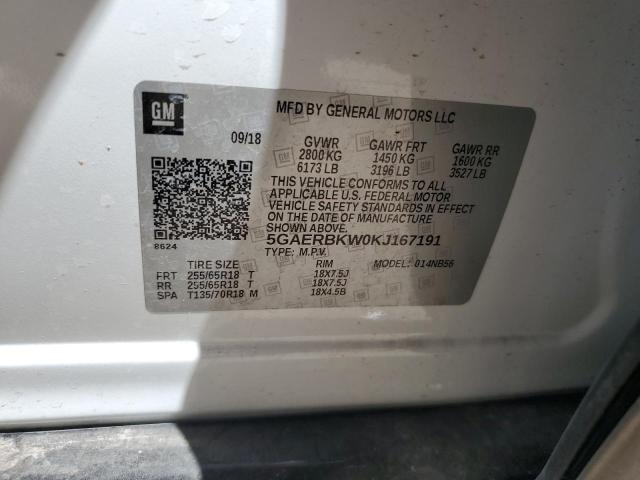 GM
MFD BY GENERAL MOTORS LLC
09/18
GVWR GAWR FRT GAWR RR
2800 KG 1450 KG 1600 KG
6173 LB 3196 LB 3527 LB
THIS VEHICLE CONFORMS TO ALL
APPLICABLE U.S. FEDERAL MOTOR
VEHICLE SAFETY STANDARDS IN EFFECT
ON THE DATE OF MANUFACTURE
SHOWN ABOVE.
8624
5GAERBKW0KJ167191
TYPE: M.P.V. MODEL: 014NB56
TIRE SIZE RIM
FRT 255/65R18 T 18X7.5J
RR 255/65R18 T 18X7.5J
SPA T135/70R18 M 18X4.5B